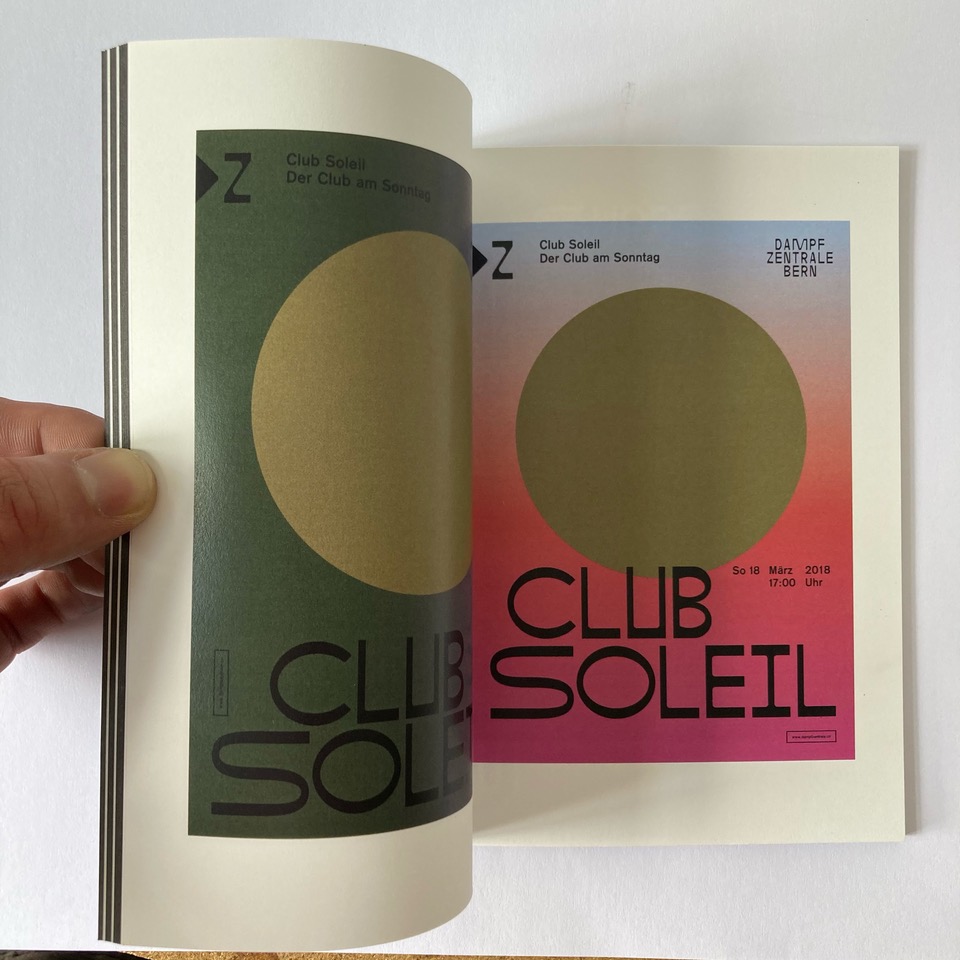 Z
Club Soleil
Der Club am Sonntag
CLUB
SOLEI
Z
Club Soleil
Der Club am Sonntag
DAMPF
ZENTRALE
BERN
So 18 März 2018
17:00 Uhr
CLUB
SOLEIL